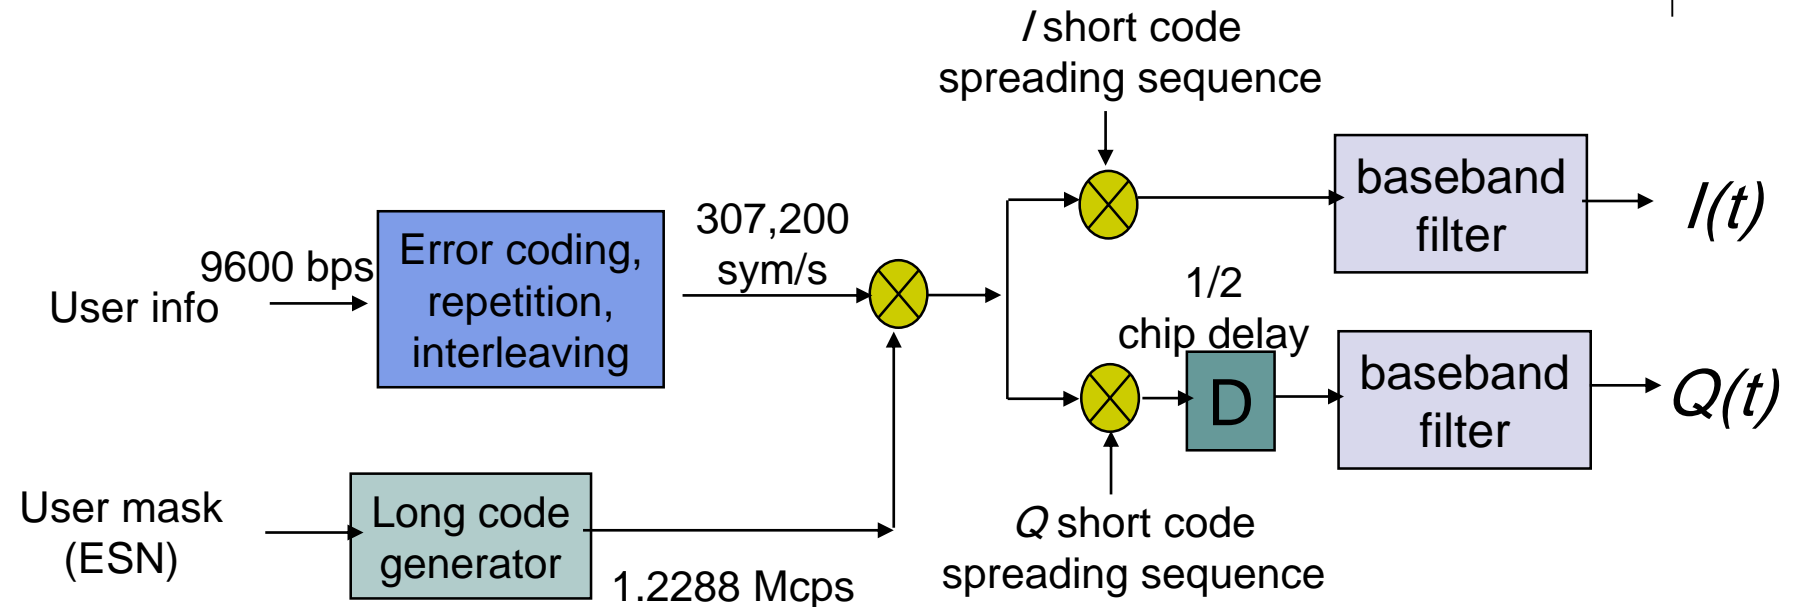 I short code
spreading sequence
baseband
filter
I(t)
307,200
sym/s
Error coding,
repetition,
interleaving
9600 bps
User info
1/2
chip delay
D
baseband
filter
Q(t)
User mask
(ESN)
Long code
generator
1.2288 Mcps
Q short code
spreading sequence